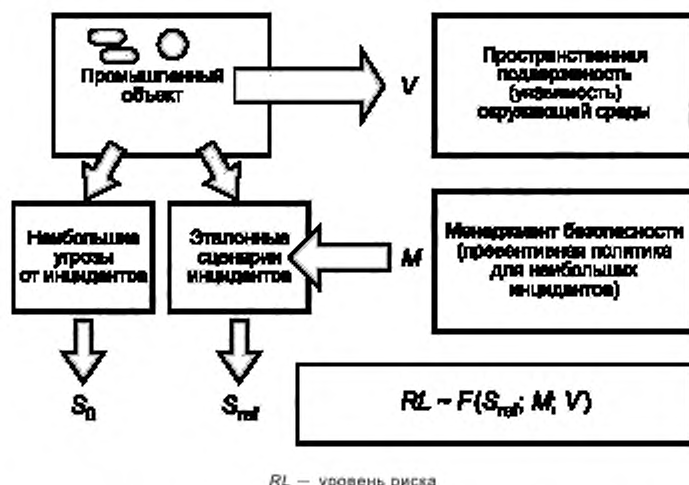 Промышленный
объект
V
Пространственная
подверженность
(уязвимость)
окружающей среды
Наибольшие
угрозы
от инцидентов
Эталонные
сценарии
инцидентов
M
Менеджмент безопасности
(превентивная политика
для наибольших
инцидентов)
S0
Sref
RL ~ F(Sref; M; V)
RL — уровень риска